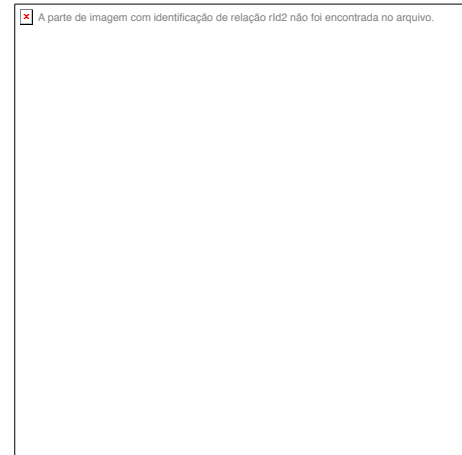 A parte de imagem com identificação de relação rId2 não foi encontrada no arquivo.